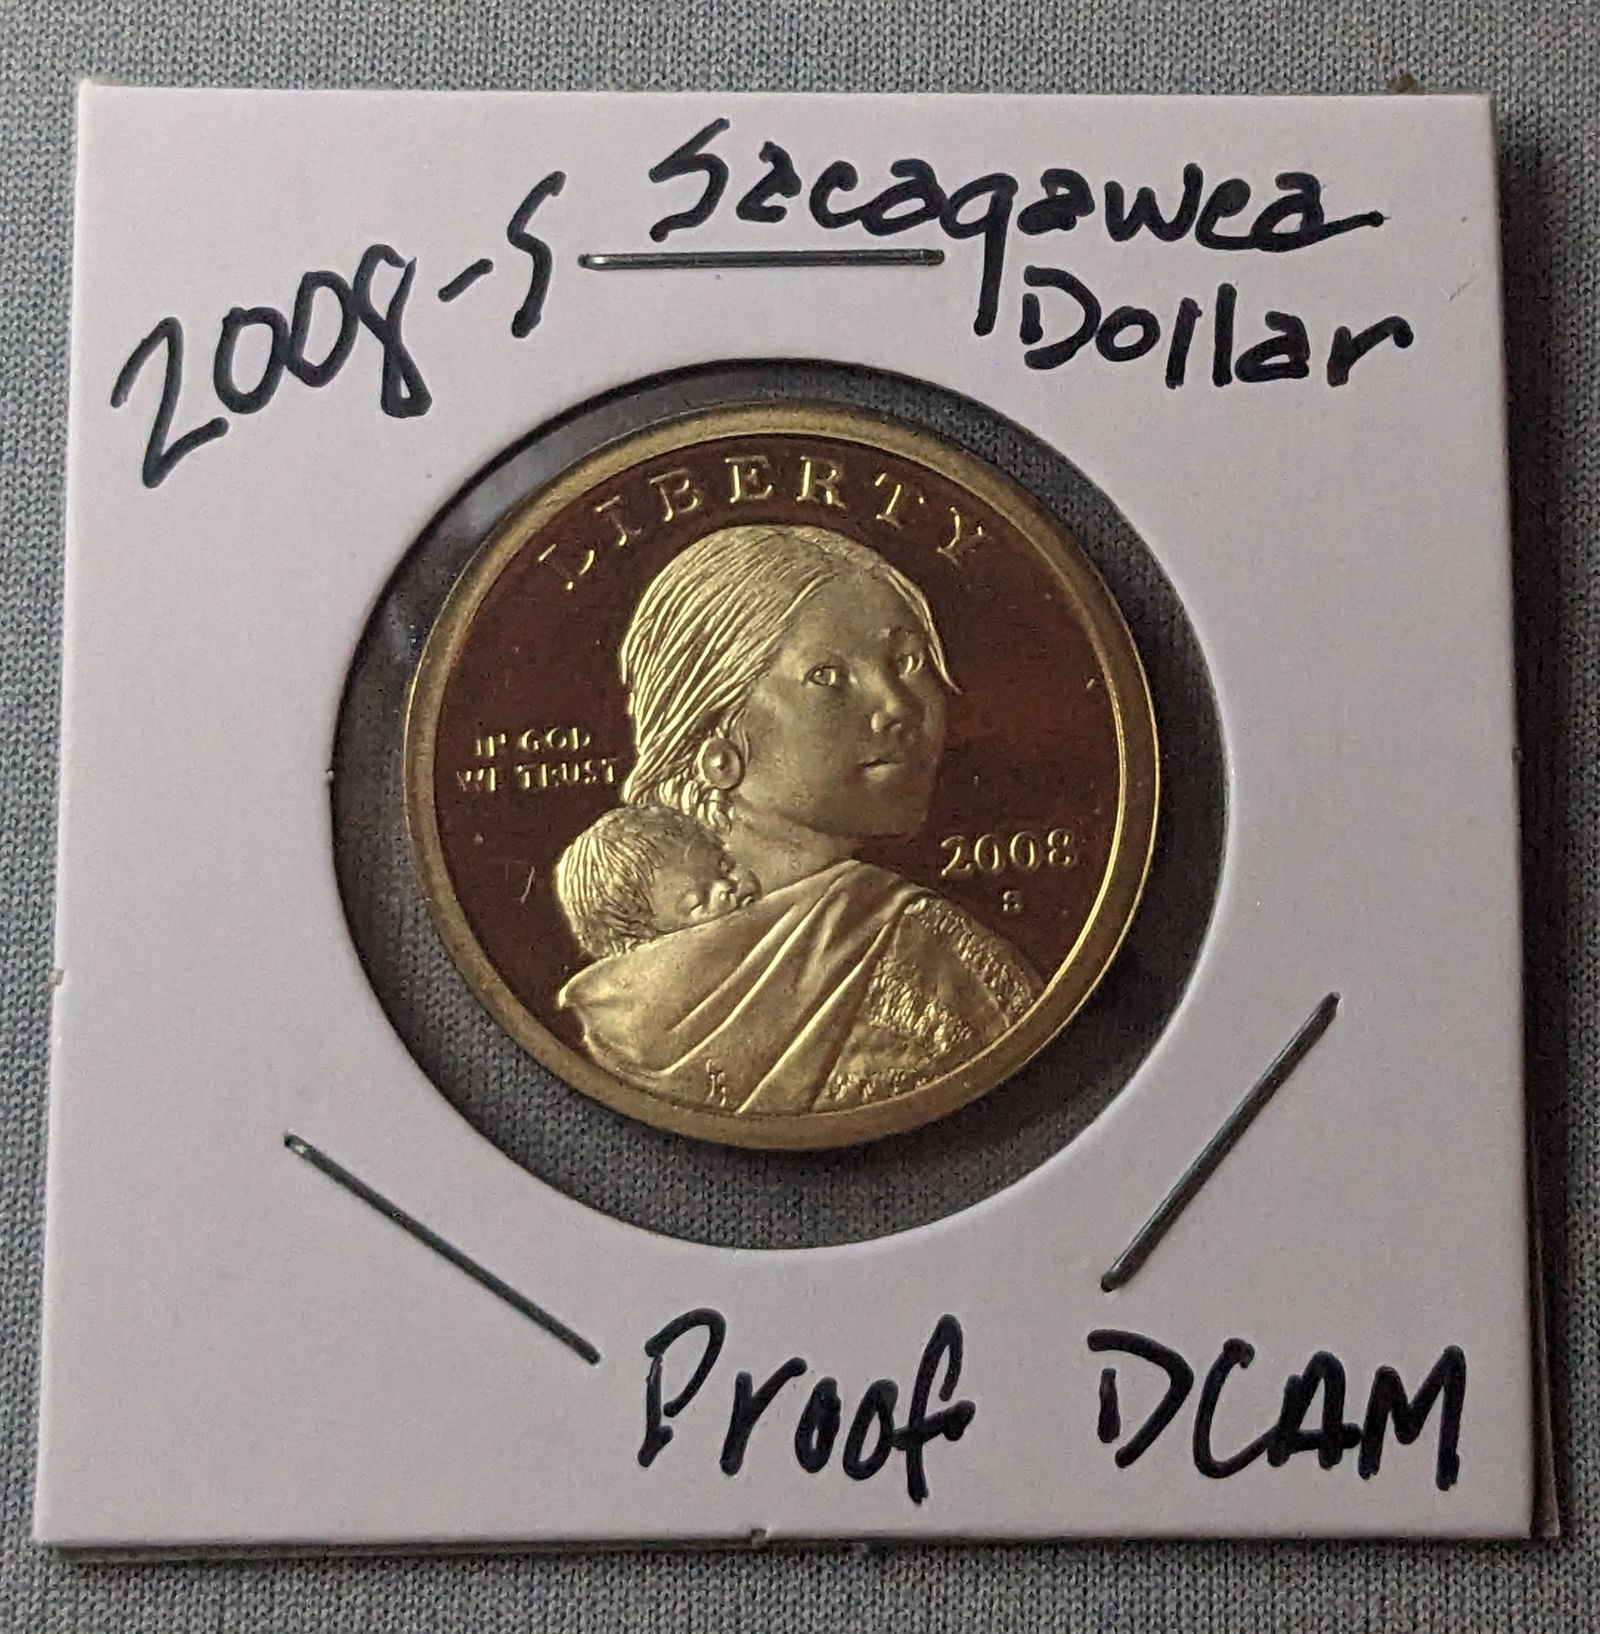 2008-S Sacagawea
Dollar
LIBERTY
IN GOD
WE TRUST
2008
S
Proof DCAM